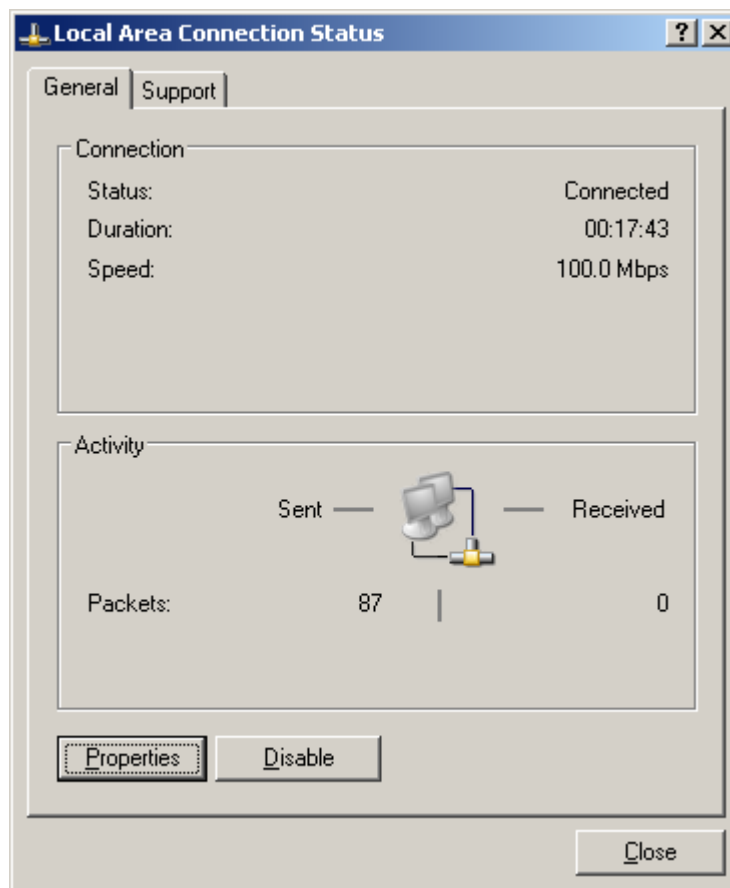 Local Area Connection Status
General
Support
Connection
Status: Connected
Duration: 00:17:43
Speed: 100.0 Mbps
Activity
Sent Received
Packets: 87 0
Properties
Disable
Close